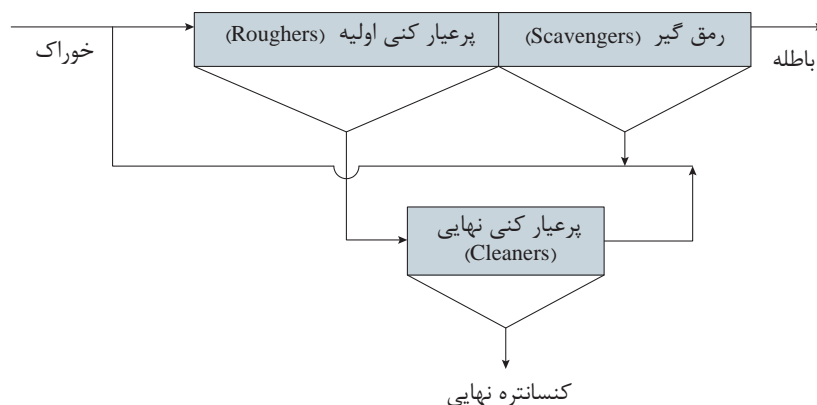 خوراک
پرعیار کنی اولیه (Roughers)
رمق گیر (Scavengers)
باطله
پرعیار کنی نهایی
(Cleaners)
کنسانتره نهایی